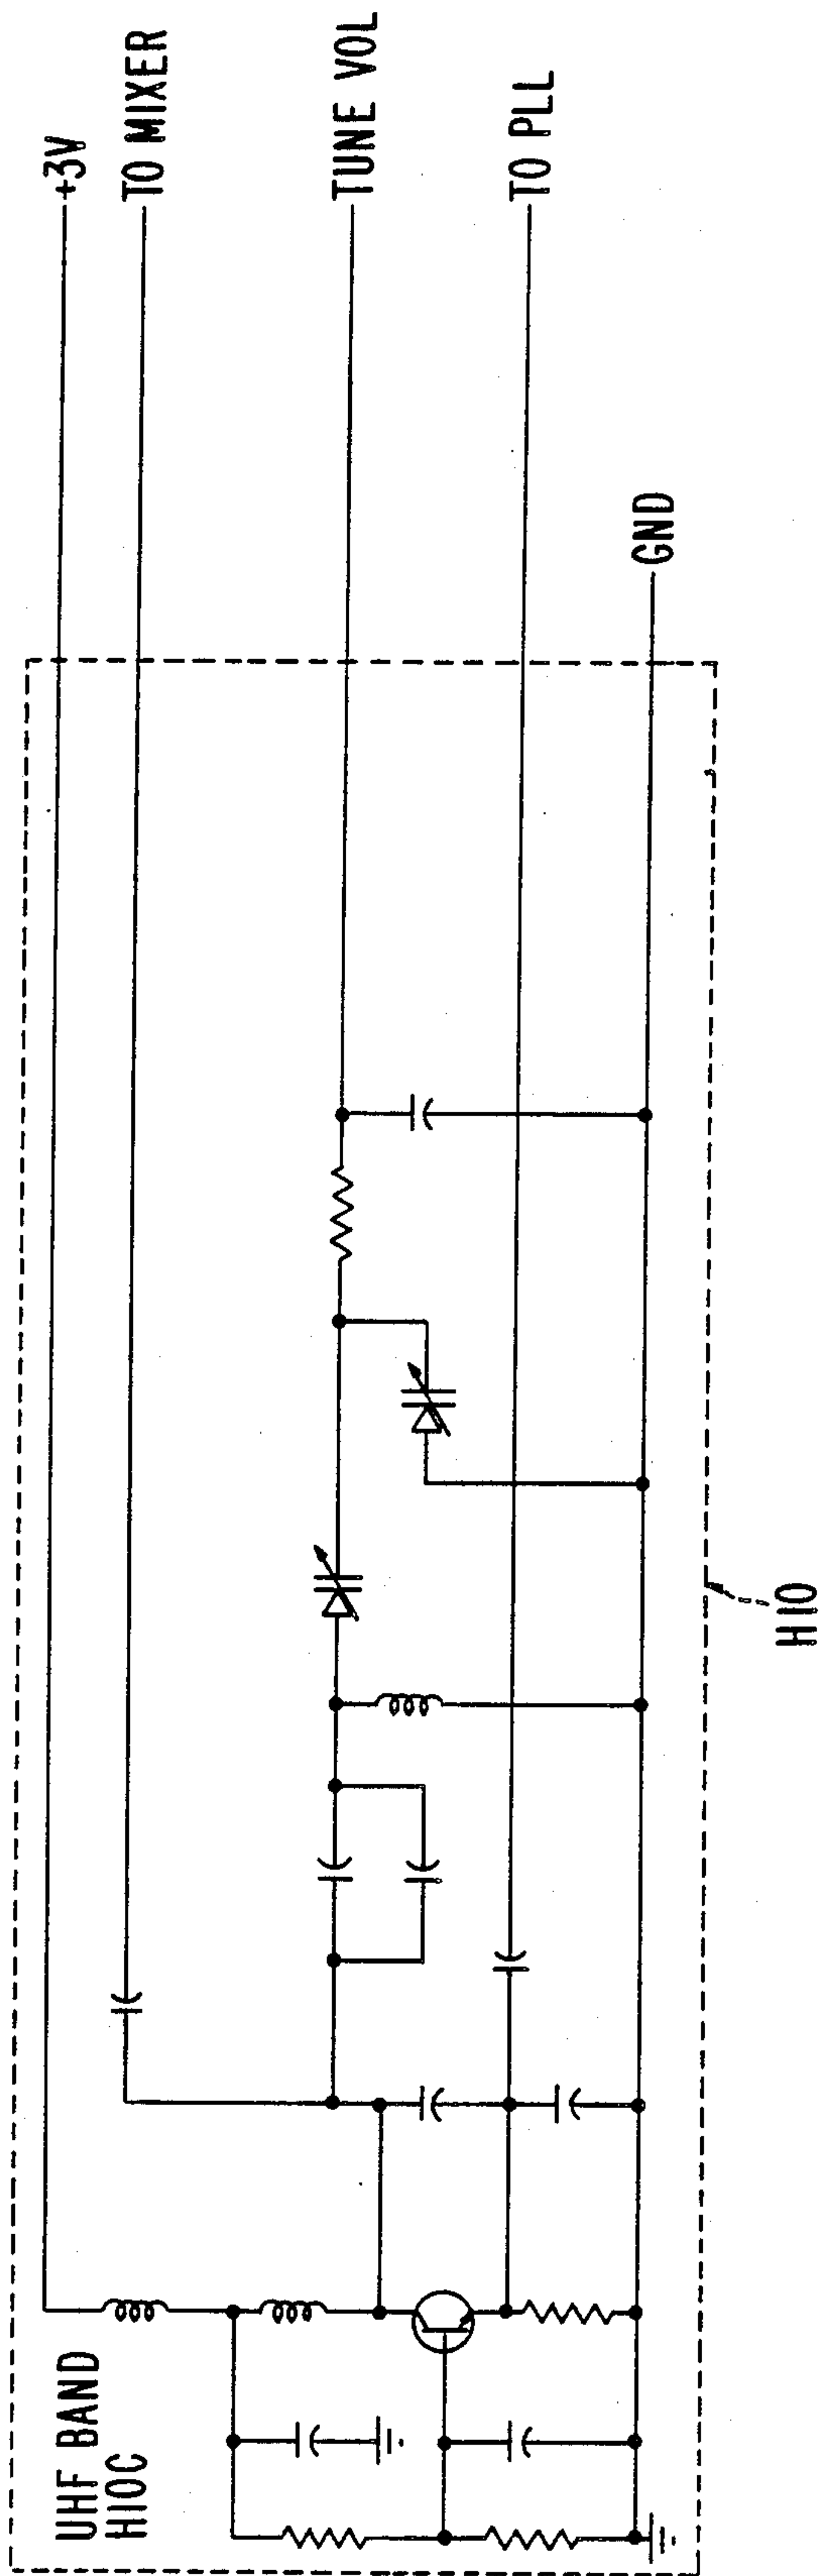 UHF BAND
H10C
+3V
TO MIXER
TUNE VOL
TO PLL
GND
H10